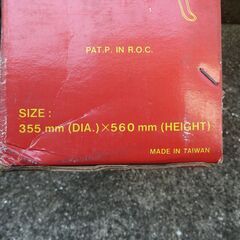 PAT.P. IN R.O.C.
SIZE :
355 mm (DIA.)×560 mm (HEIGHT)
MADE IN TAIWAN